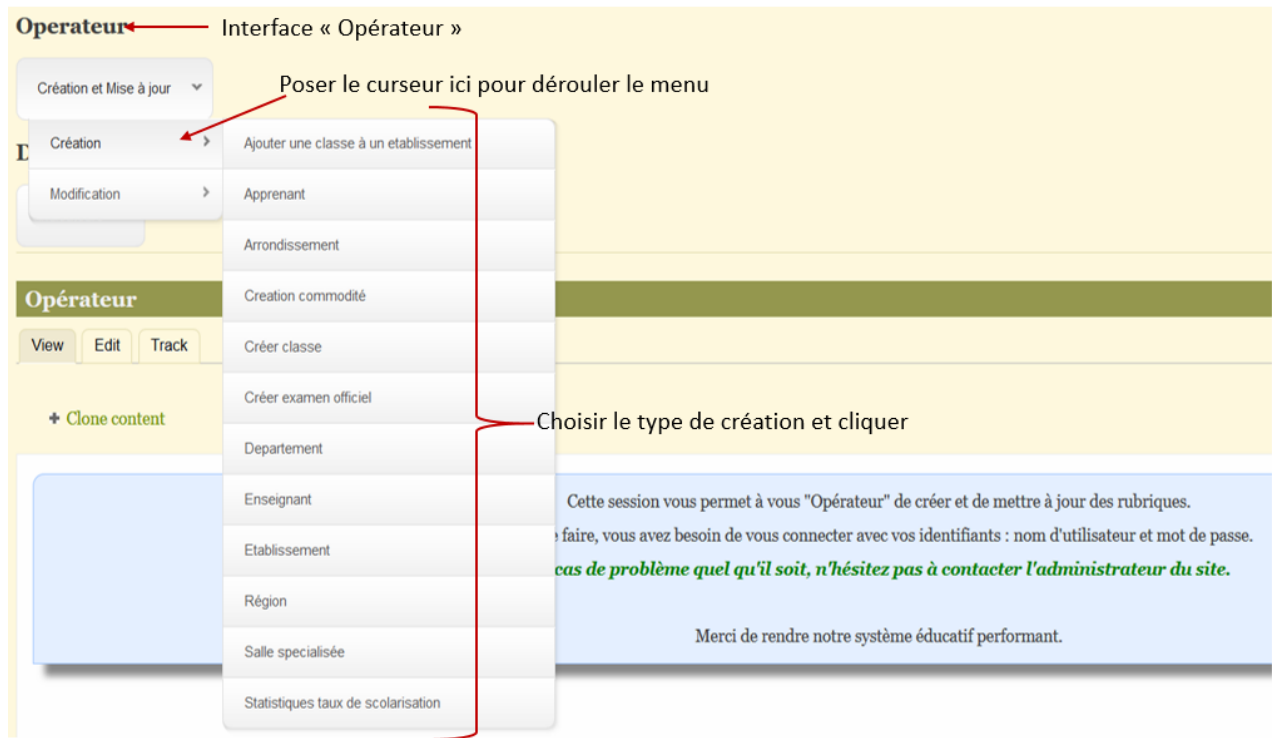 Operateur
Interface « Opérateur »
Création et Mise à jour
Poser le curseur ici pour dérouler le menu
D
Création
Modification
Ajouter une classe à un etablissement
Apprenant
Arrondissement
Creation commodité
Créer classe
Créer examen officiel
Departement
Enseignant
Etablissement
Région
Salle specialisée
Statistiques taux de scolarisation
Choisir le type de création et cliquer
Opérateur
View Edit Track
+ Clone content
Cette session vous permet à vous "Opérateur" de créer et de mettre à jour des rubriques.
faire, vous avez besoin de vous connecter avec vos identifiants : nom d'utilisateur et mot de passe.
cas de problème quel qu'il soit, n'hésitez pas à contacter l'administrateur du site.
Merci de rendre notre système éducatif performant.